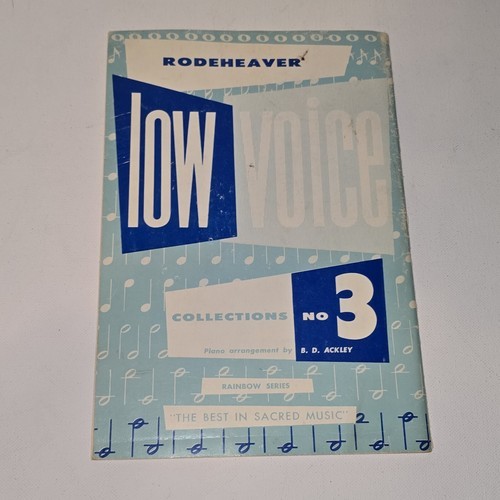 RODEHEAVER
low voice
COLLECTIONS NO 3
Piano arrangement by B. D. ACKLEY
RAINBOW SERIES
"THE BEST IN SACRED MUSIC"